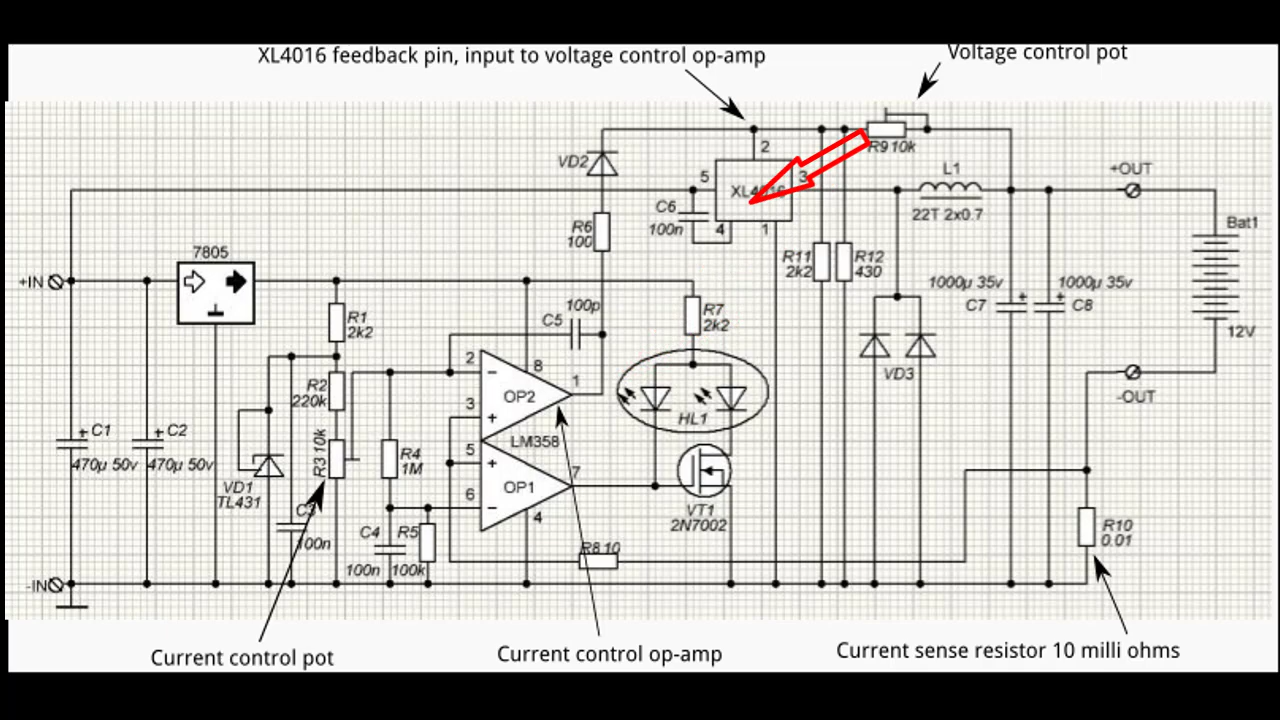 XL4016 feedback pin, input to voltage control op-amp
Voltage control pot
2
R9 10k
VD2
5
3
L1
+OUT
C6
100n
4
1
22T 2x0.7
R6
100
Bat1
7805
R11
2k2
R12
430
+IN
1000µ 35v
1000µ 35v
C7
+
+
C8
100p
C5
R7
2k2
R1
2k2
12V
2
8
1
-
OP2
VD3
-OUT
R2
220k
3
+
HL1
C1
+
C2
+
470µ 50v
470µ 50v
R3 10k
R4
1M
LM358
5
+
7
OP1
VD1
TL431
6
-
4
VT1
2N7002
100n
C4
R5
100n
100k
R8 10
R10
0.01
-IN
Current control pot
Current control op-amp
Current sense resistor 10 milli ohms